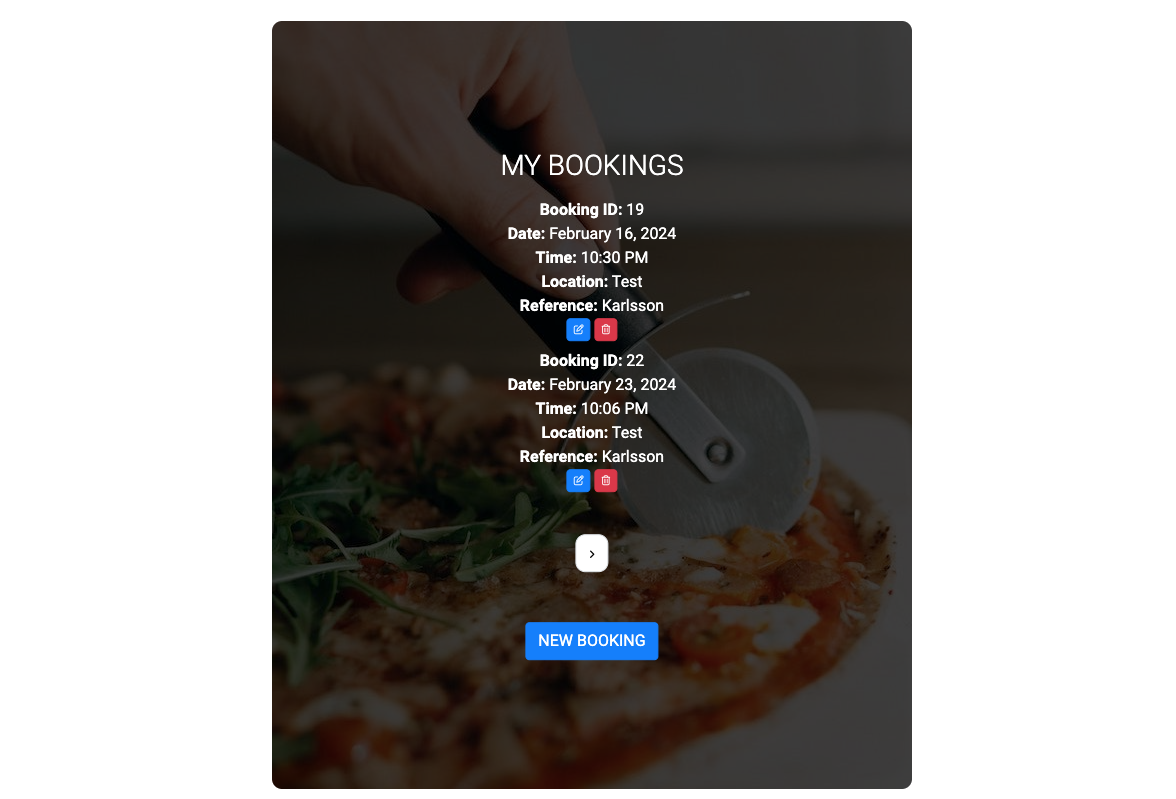 MY BOOKINGS
Booking ID: 19
Date: February 16, 2024
Time: 10:30 PM
Location: Test
Reference: Karlsson
Booking ID: 22
Date: February 23, 2024
Time: 10:06 PM
Location: Test
Reference: Karlsson
NEW BOOKING